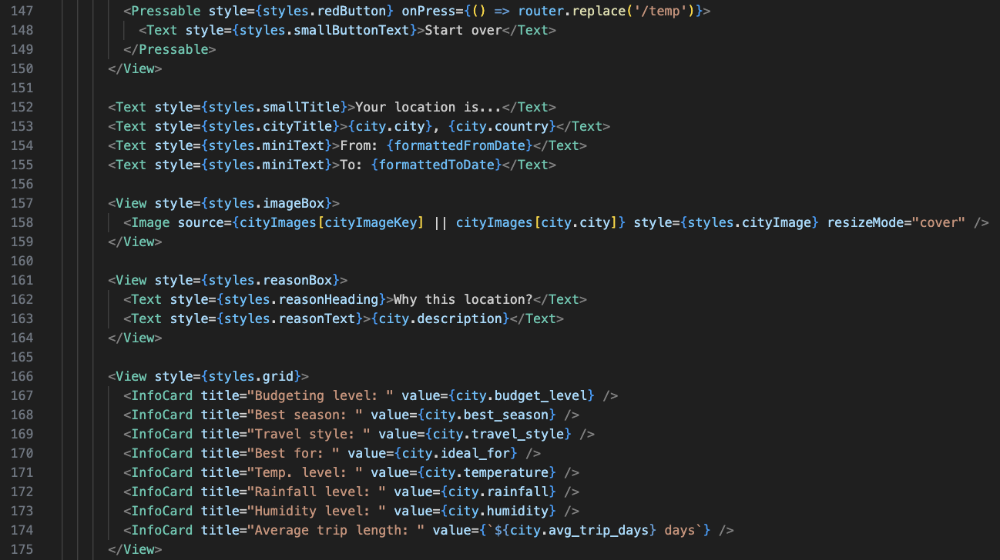 147 <Pressable style={styles.redButton} onPress={() => router.replace('/temp')}>
148 <Text style={styles.smallButtonText}>Start over</Text>
149 </Pressable>
150 </View>
151
152 <Text style={styles.smallTitle}>Your location is...</Text>
153 <Text style={styles.cityTitle}>{city.city}, {city.country}</Text>
154 <Text style={styles.miniText}>From: {formattedFromDate}</Text>
155 <Text style={styles.miniText}>To: {formattedToDate}</Text>
156
157 <View style={styles.imageBox}>
158 <Image source={cityImages[cityImageKey] || cityImages[city.city]} style={styles.cityImage} resizeMode="cover" />
159 </View>
160
161 <View style={styles.reasonBox}>
162 <Text style={styles.reasonHeading}>Why this location?</Text>
163 <Text style={styles.reasonText}>{city.description}</Text>
164 </View>
165
166 <View style={styles.grid}>
167 <InfoCard title="Budgeting level: " value={city.budget_level} />
168 <InfoCard title="Best season: " value={city.best_season} />
169 <InfoCard title="Travel style: " value={city.travel_style} />
170 <InfoCard title="Best for: " value={city.ideal_for} />
171 <InfoCard title="Temp. level: " value={city.temperature} />
172 <InfoCard title="Rainfall level: " value={city.rainfall} />
173 <InfoCard title="Humidity level: " value={city.humidity} />
174 <InfoCard title="Average trip length: " value={`${city.avg_trip_days} days`} />
175 </View>